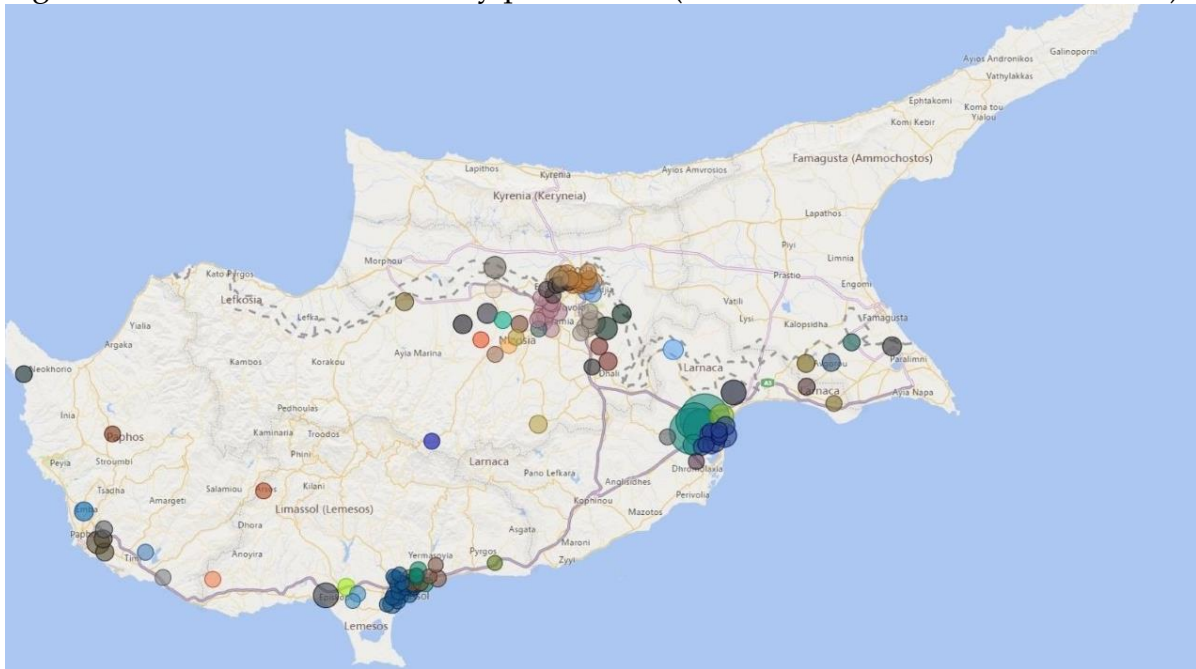 Galinoporni
Ayios Andronikos
Vathylakkas
Ephtakomi
Koma tou
Yialou
Komi Kebir
Famagusta (Ammochostos)
Lapithos
Kyrenia
Ayios Amvrosios
Kyrenia (Keryneia)
Lapathos
Piyi
Limnia
Morphou
Prastio
Engomi
Kato Pyrgos
Lefkosia
Lefka
Vatili
Lysi
Kalopsidha
Famagusta
Yialia
Argaka
Nicosia
Ayia Marina
Kambos
Korakou
Paralimni
Neokhorio
Dhali
Larnaca
A3
Larnaca
Ayia Napa
Inia
Pedhoulas
Paphos
Kaminaria
Troodos
Phini
Peyia
Stroumbi
Larnaca
Pano Lefkara
Dhromolaxia
Tsadha
Amargeti
Salamiou
Kilani
Anglisiones
Perivolia
Kophinou
Mazotos
Limassol (Lemesos)
Dhora
Asgata
Anoyira
Yermasoyia
Pyrgos
Maroni
Zyyi
Lemesos